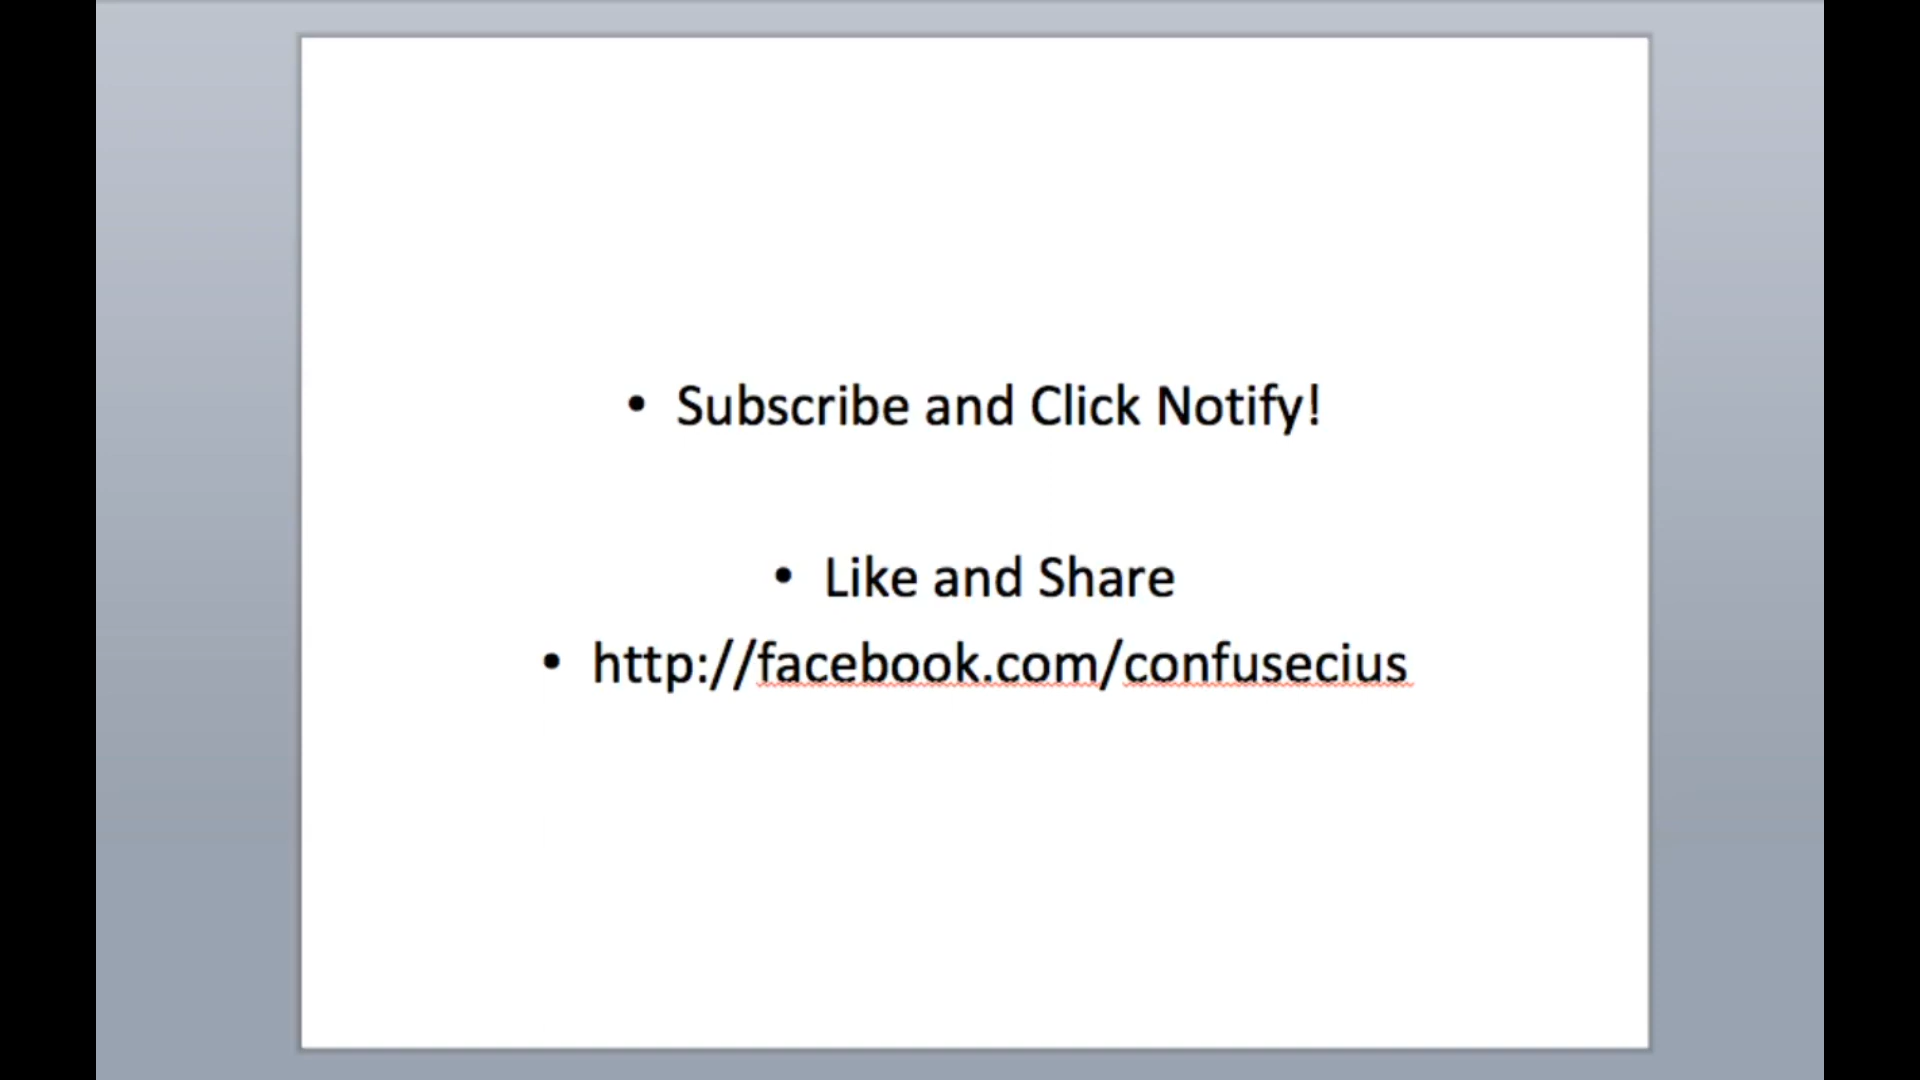 • Subscribe and Click Notify!
• Like and Share
• http://facebook.com/confusecius